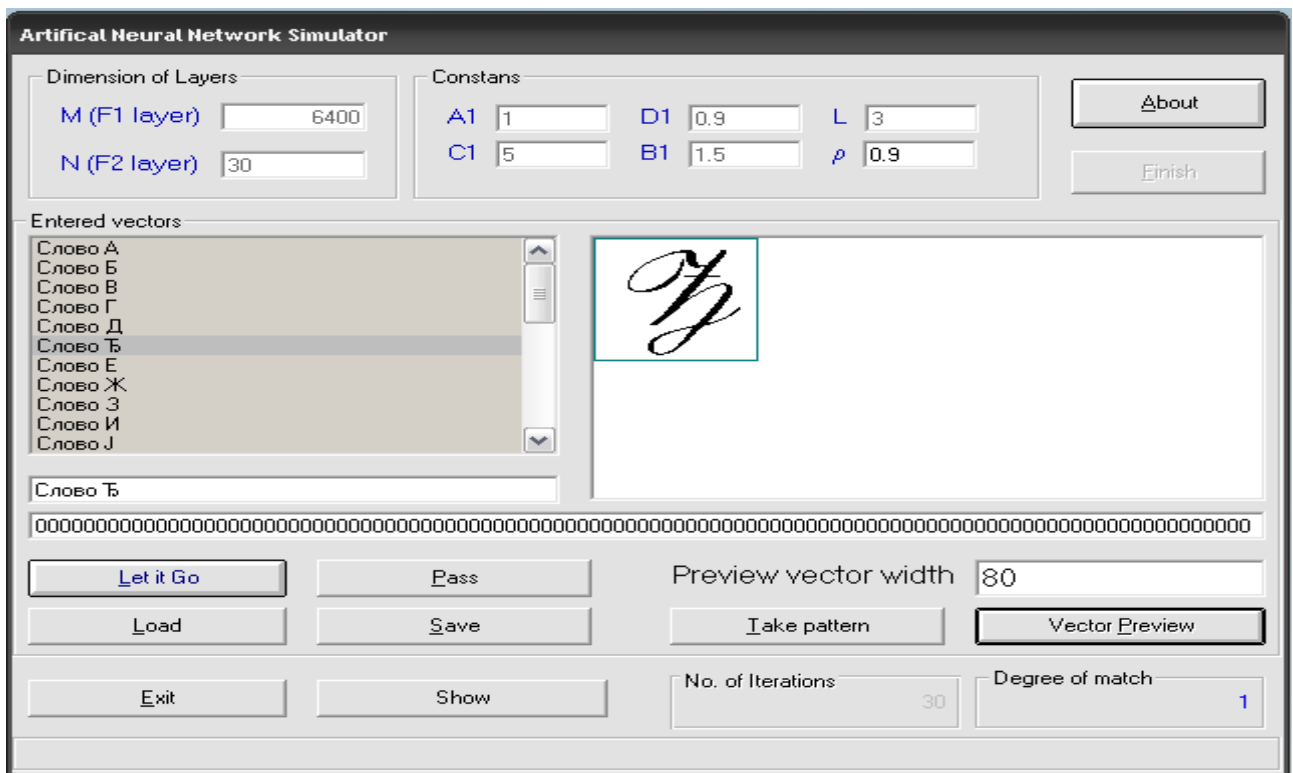 Artifical Neural Network Simulator
Dimension of Layers
M (F1 layer) 6400
N (F2 layer) 30
Constans
A1 1 D1 0.9 L 3
C1 5 B1 1.5 ρ 0.9
About
Finish
Entered vectors
Слово А
Слово Б
Слово В
Слово Г
Слово Д
Слово Ђ
Слово Е
Слово Ж
Слово З
Слово И
Слово Ј
Ђ
Слово Ђ
Let it Go Pass Preview vector width 80
Load Save Take pattern Vector Preview
Exit Show
No. of Iterations 30
Degree of match 1